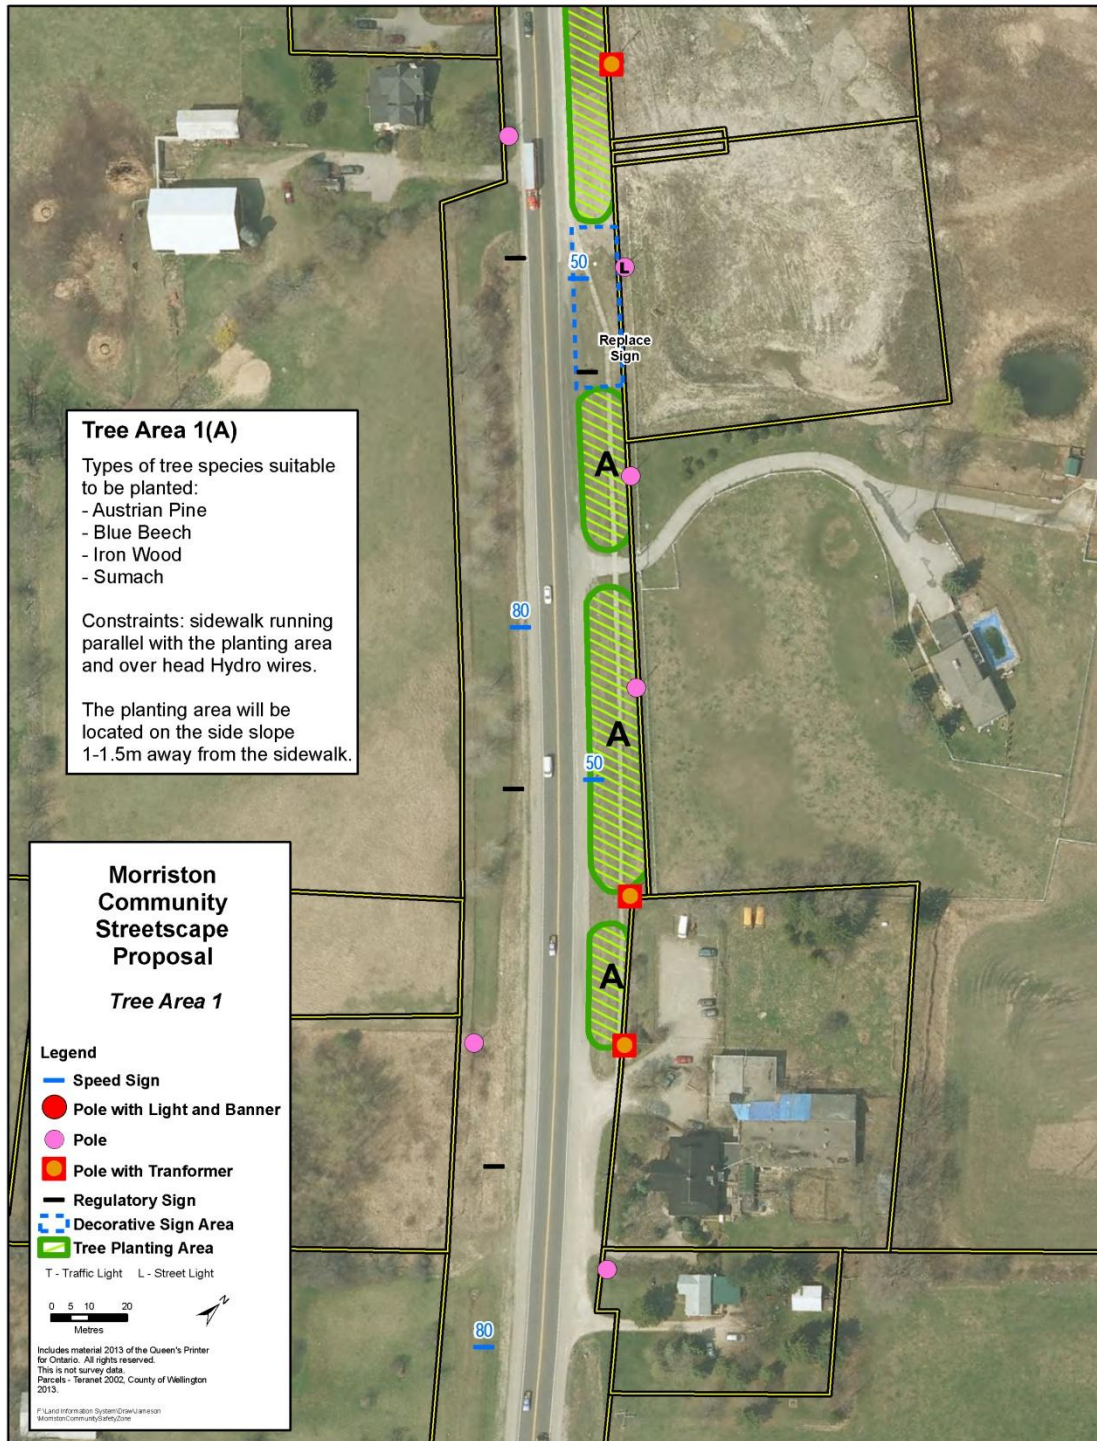 50
L
Replace
Sign
A
80
A
50
A
80
Tree Area 1(A)
Types of tree species suitable
to be planted:
- Austrian Pine
- Blue Beech
- Iron Wood
- Sumach
Constraints: sidewalk running
parallel with the planting area
and over head Hydro wires.
The planting area will be
located on the side slope
1-1.5m away from the sidewalk.
Morriston
Community
Streetscape
Proposal
Tree Area 1
Legend
Speed Sign
Pole with Light and Banner
Pole
Pole with Tranformer
Regulatory Sign
Decorative Sign Area
Tree Planting Area
T - Traffic Light L - Street Light
0 5 10 20
Metres
N
Includes material 2013 of the Queen's Printer
for Ontario. All rights reserved.
This is not survey data.
Parcels - Teranet 2002, County of Wellington
2013.
F:\Land Information System\Draw\Jameson
\MorristonCommunitySafetyZone